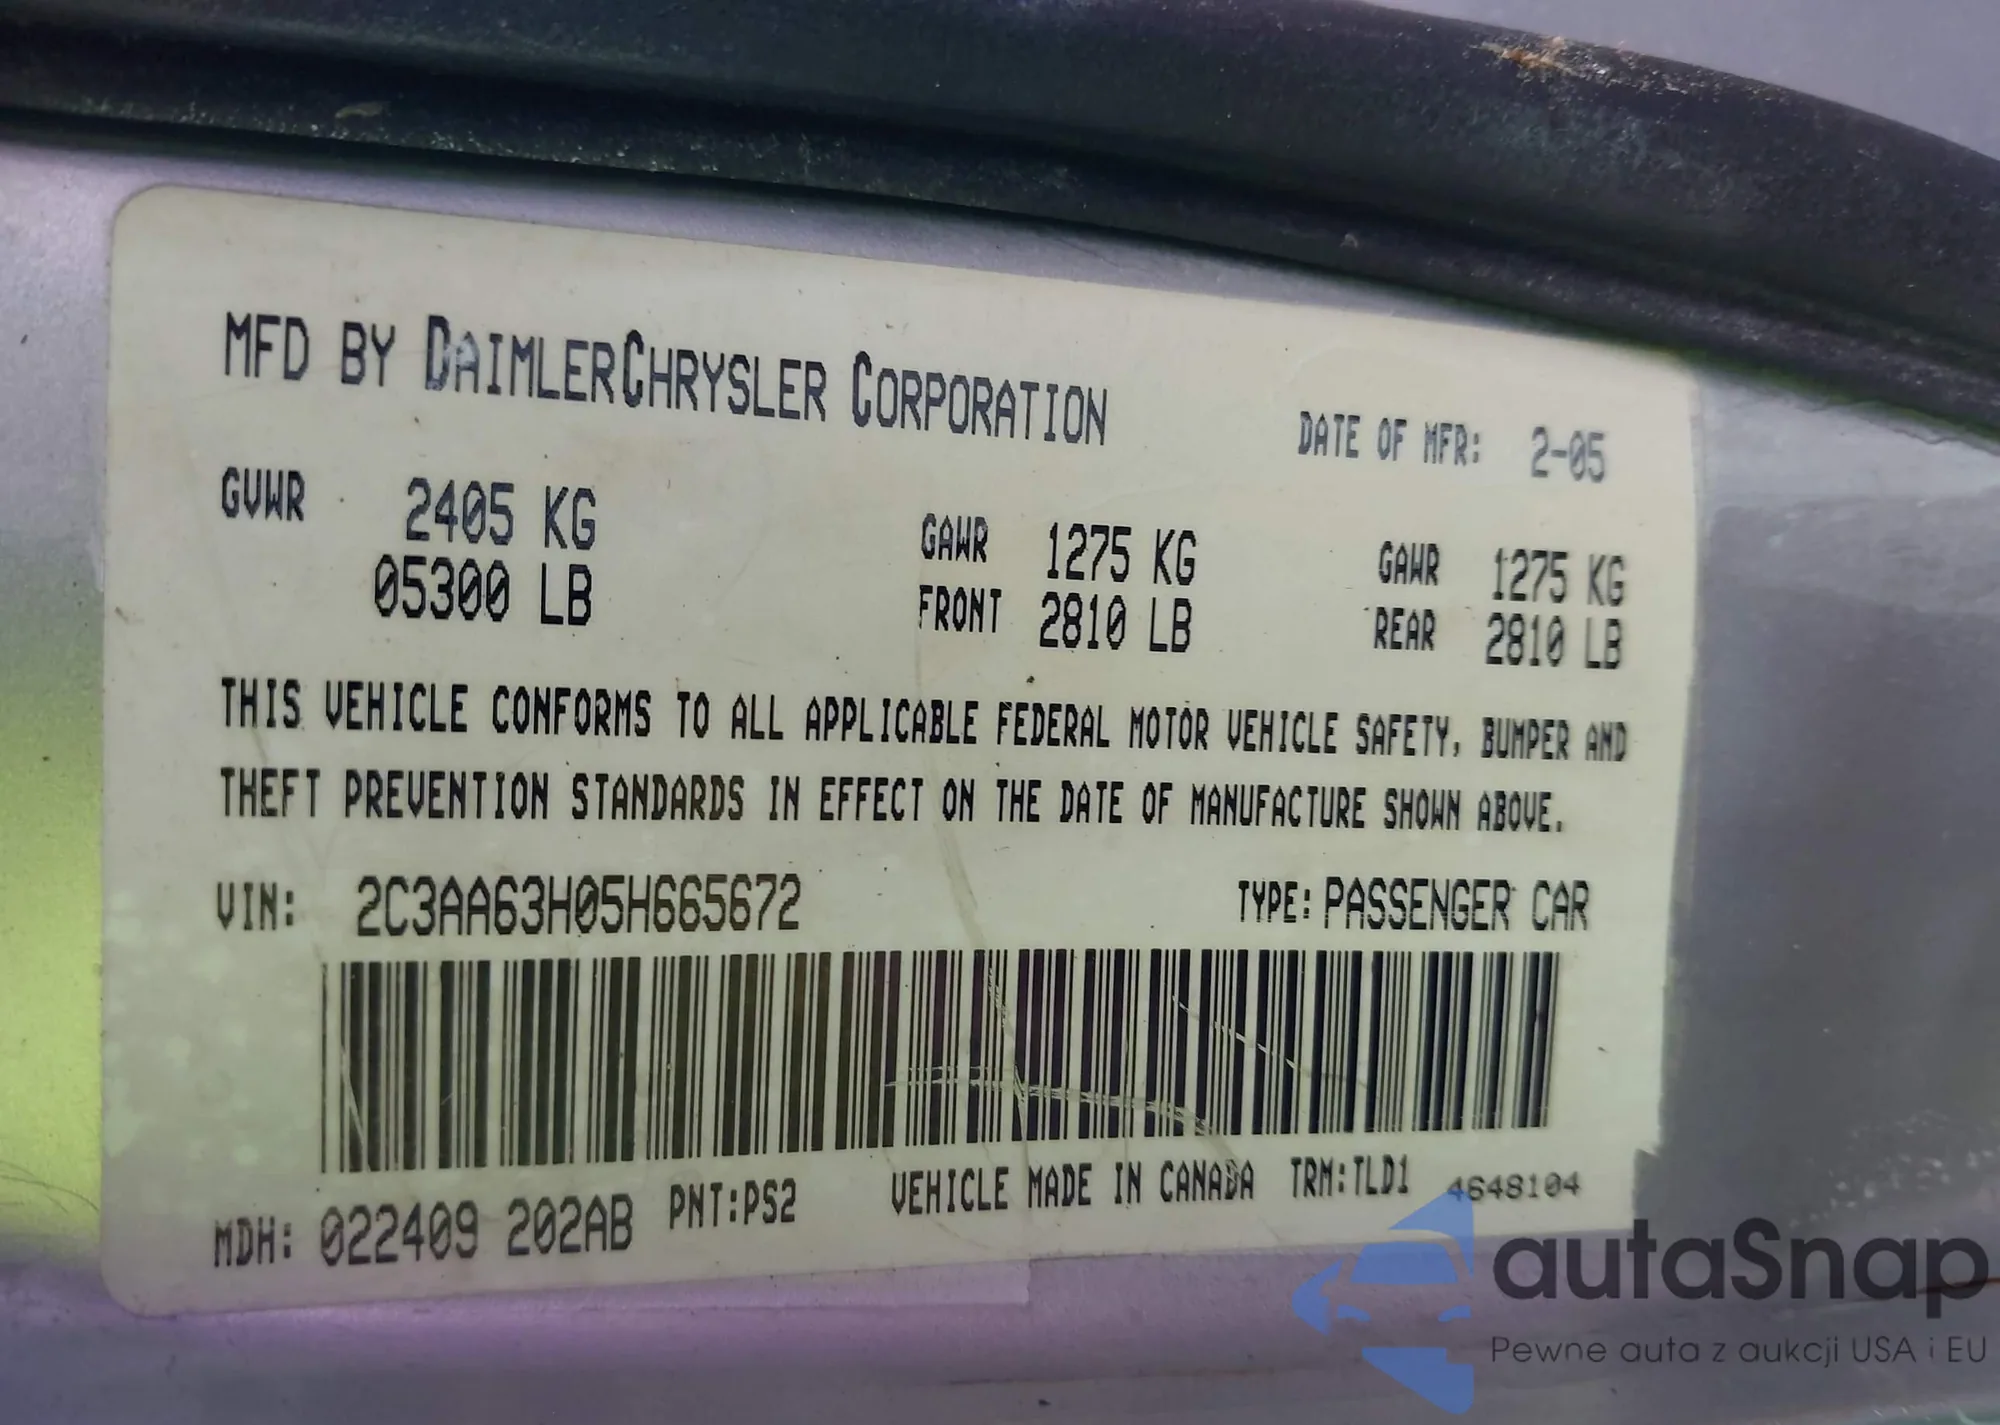 MFD BY DAIMLERCHRYSLER CORPORATION
DATE OF MFR: 2-05
GVWR 2405 KG
05300 LB
GAWR 1275 KG
FRONT 2810 LB
GAWR 1275 KG
REAR 2810 LB
THIS VEHICLE CONFORMS TO ALL APPLICABLE FEDERAL MOTOR VEHICLE SAFETY, BUMPER AND
THEFT PREVENTION STANDARDS IN EFFECT ON THE DATE OF MANUFACTURE SHOWN ABOVE.
VIN: 2C3AA63H05H665672
TYPE: PASSENGER CAR
MDH: 022409 202AB PNT:PS2 VEHICLE MADE IN CANADA TRM:TLD1 4648104
autaSnap
Pewne auta z aukcji USA i EU